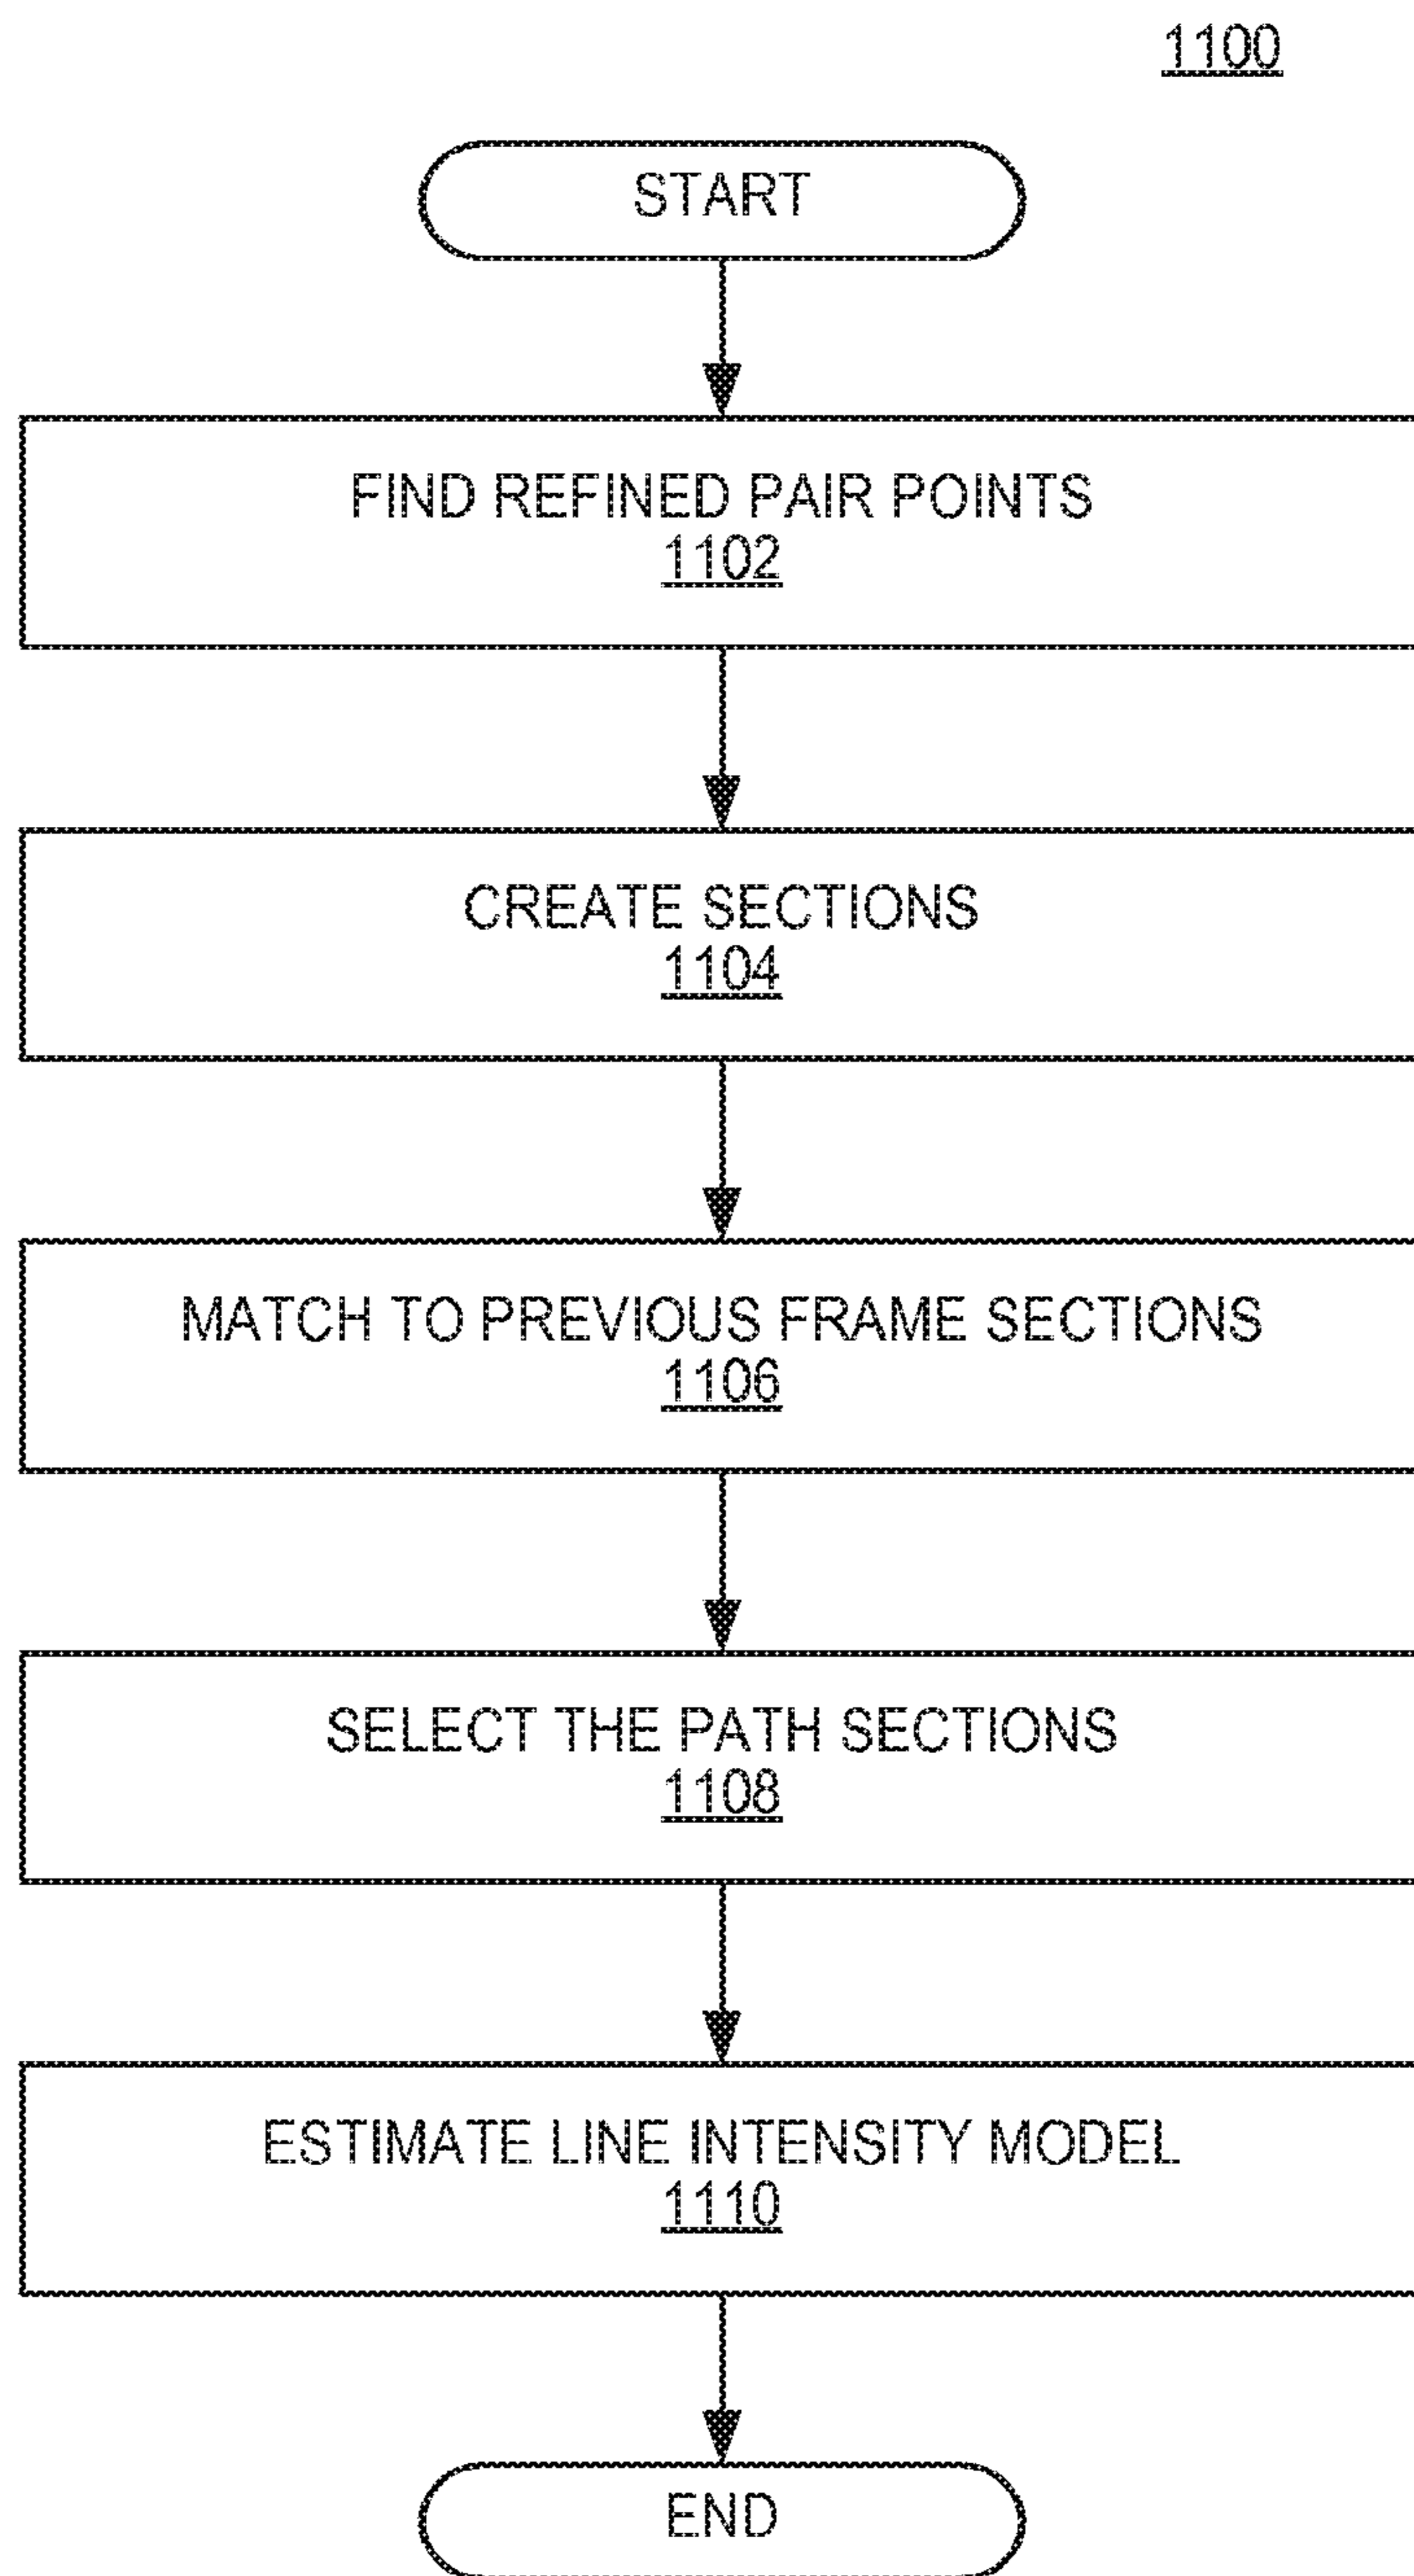 1100
START
FIND REFINED PAIR POINTS
1102
CREATE SECTIONS
1104
MATCH TO PREVIOUS FRAME SECTIONS
1106
SELECT THE PATH SECTIONS
1108
ESTIMATE LINE INTENSITY MODEL
1110
END